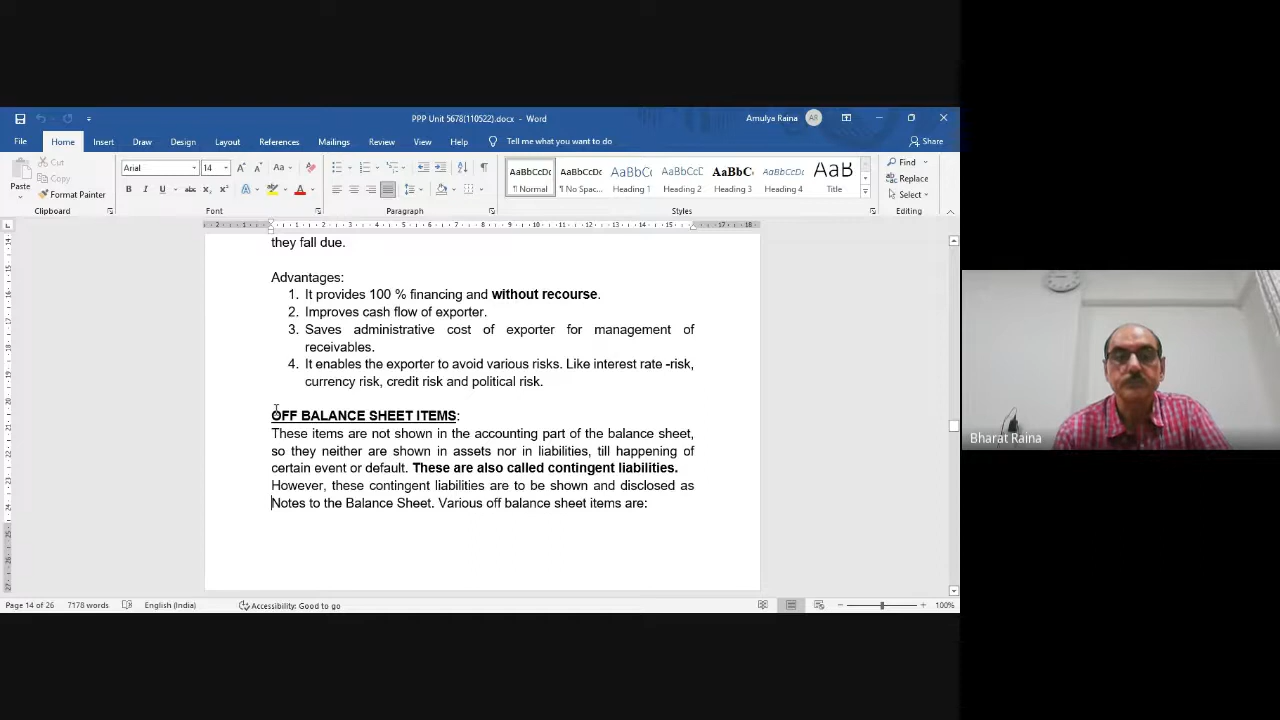 PPP Unit 5678(110522).docx - Word
Amulya Raina AR
File Home Insert Draw Design Layout References Mailings Review View Help Tell me what you want to do Share
Paste
Cut
Copy
Format Painter
Clipboard
Arial 14
Font
Paragraph
AaBbCcDc AaBbCcDc AaBbC( AaBbCcC AaBbC. AaBbCcD: AaB
¶ Normal ¶ No Spac... Heading 1 Heading 2 Heading 3 Heading 4 Title
Styles
Find
Replace
Select
Editing
they fall due.
Advantages:
1. It provides 100 % financing and without recourse.
2. Improves cash flow of exporter.
3. Saves administrative cost of exporter for management of
receivables.
4. It enables the exporter to avoid various risks. Like interest rate -risk,
currency risk, credit risk and political risk.
OFF BALANCE SHEET ITEMS:
These items are not shown in the accounting part of the balance sheet,
so they neither are shown in assets nor in liabilities, till happening of
certain event or default. These are also called contingent liabilities.
However, these contingent liabilities are to be shown and disclosed as
Notes to the Balance Sheet. Various off balance sheet items are:
Page 14 of 26 7178 words English (India) Accessibility: Good to go 100%
Bharat Raina